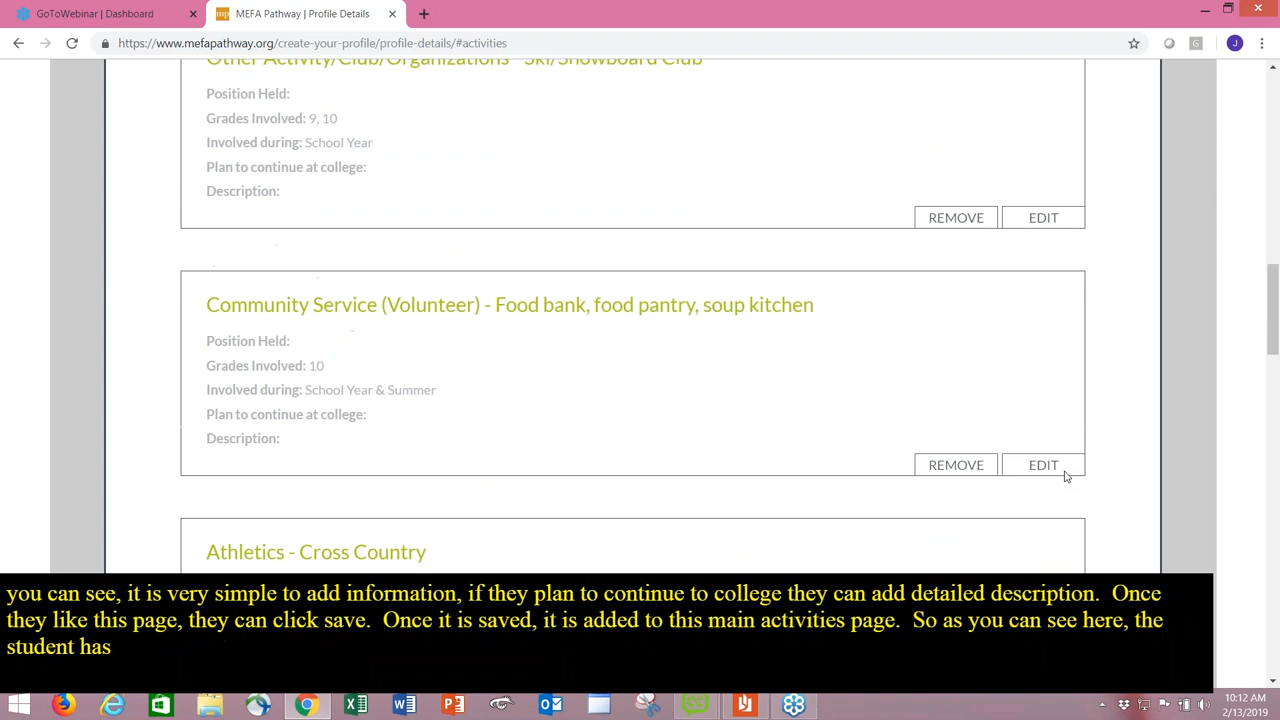 GoToWebinar | Dashboard
MEFA Pathway | Profile Details
https://www.mefapathway.org/create-your-profile/profile-details/#activities
Other Activity/Club/Organizations - Ski/Snowboard Club
Position Held:
Grades Involved: 9, 10
Involved during: School Year
Plan to continue at college:
Description:
REMOVE EDIT
Community Service (Volunteer) - Food bank, food pantry, soup kitchen
Position Held:
Grades Involved: 10
Involved during: School Year & Summer
Plan to continue at college:
Description:
REMOVE EDIT
Athletics - Cross Country
you can see, it is very simple to add information, if they plan to continue to college they can add detailed description.  Once
they like this page, they can click save.  Once it is saved, it is added to this main activities page.  So as you can see here, the
student has
10:12 AM
2/13/2019